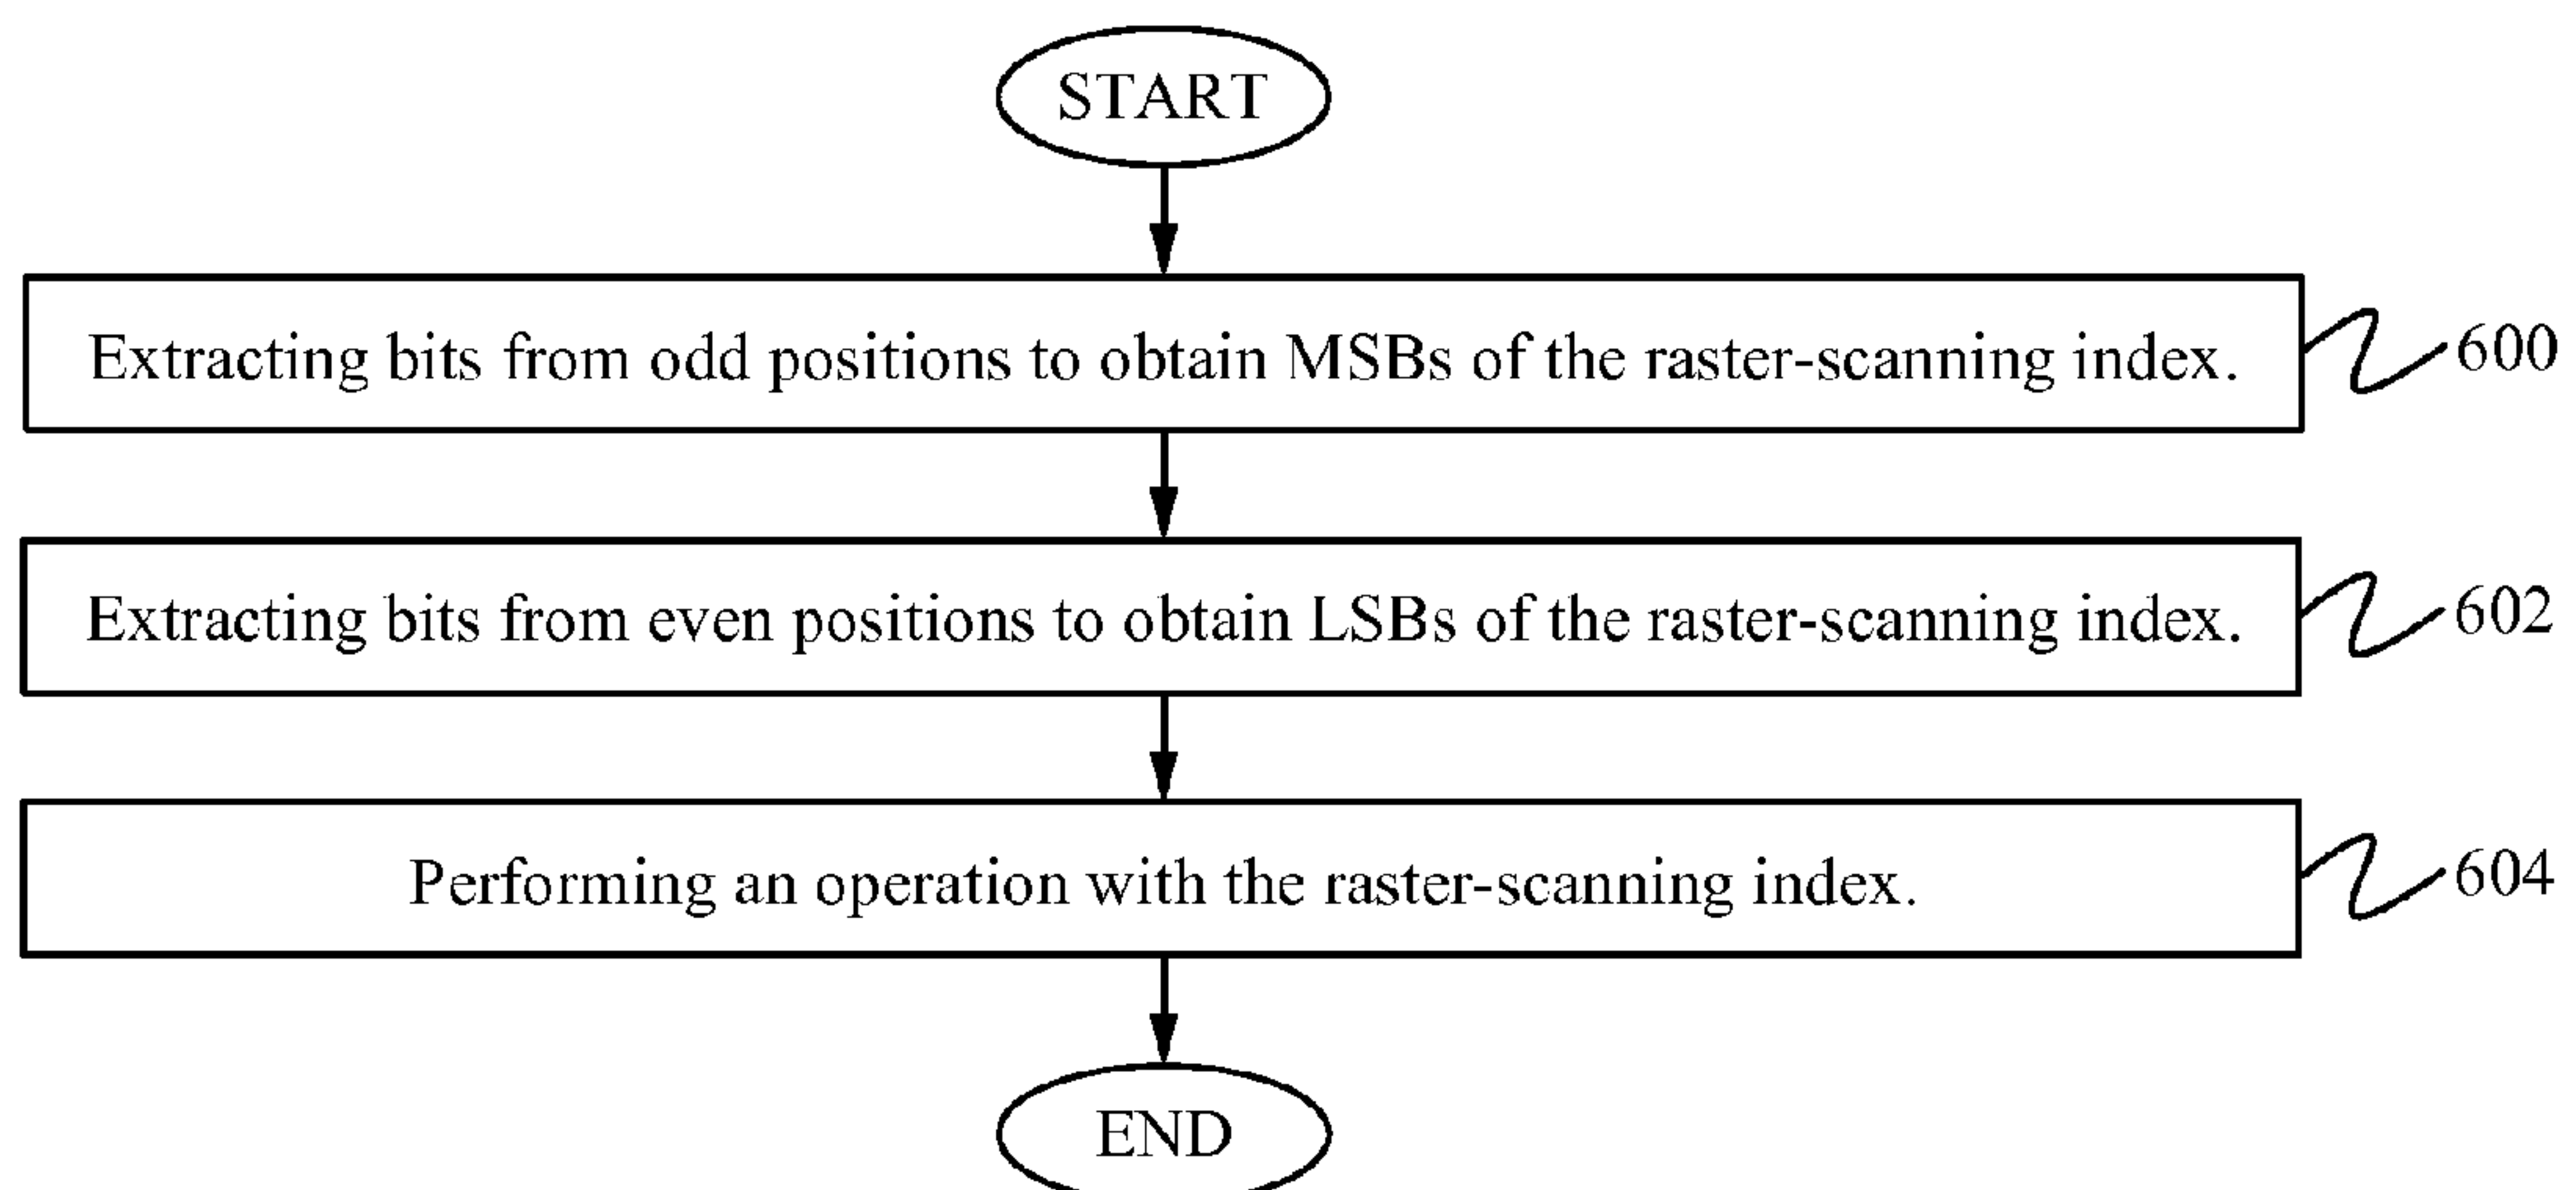 START
Extracting bits from odd positions to obtain MSBs of the raster-scanning index.
600
Extracting bits from even positions to obtain LSBs of the raster-scanning index.
602
Performing an operation with the raster-scanning index.
604
END